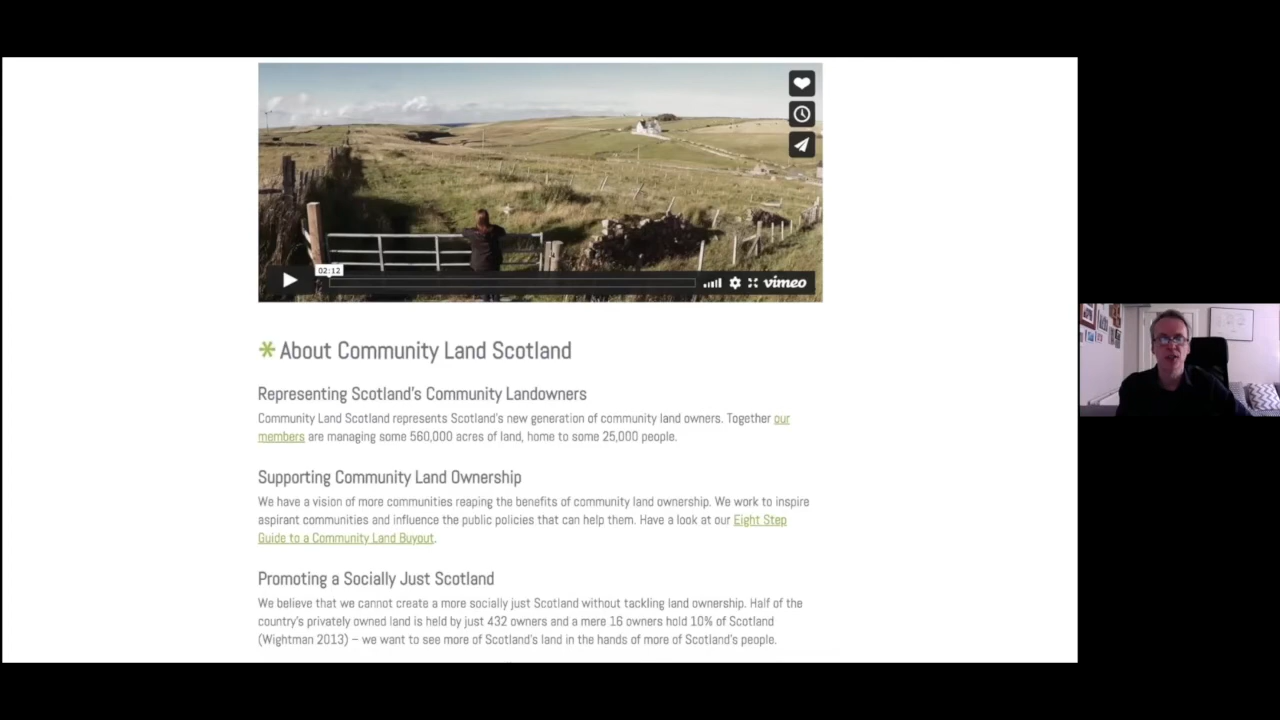 02:12
vimeo
About Community Land Scotland
Representing Scotland's Community Landowners
Community Land Scotland represents Scotland's new generation of community land owners. Together our
members are managing some 560,000 acres of land, home to some 25,000 people.
Supporting Community Land Ownership
We have a vision of more communities reaping the benefits of community land ownership. We work to inspire
aspirant communities and influence the public policies that can help them. Have a look at our Eight Step
Guide to a Community Land Buyout.
Promoting a Socially Just Scotland
We believe that we cannot create a more socially just Scotland without tackling land ownership. Half of the
country's privately owned land is held by just 432 owners and a mere 16 owners hold 10% of Scotland
(Wightman 2013) – we want to see more of Scotland's land in the hands of more of Scotland's people.